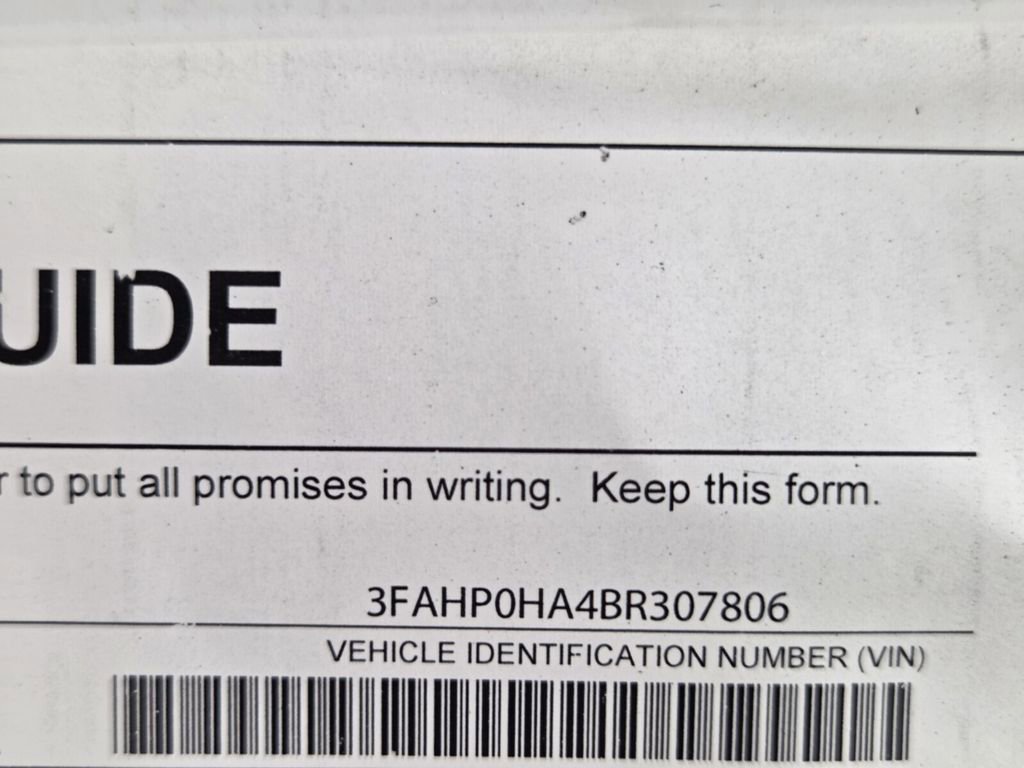 UIDE
r to put all promises in writing. Keep this form.
3FAHP0HA4BR307806
VEHICLE IDENTIFICATION NUMBER (VIN)